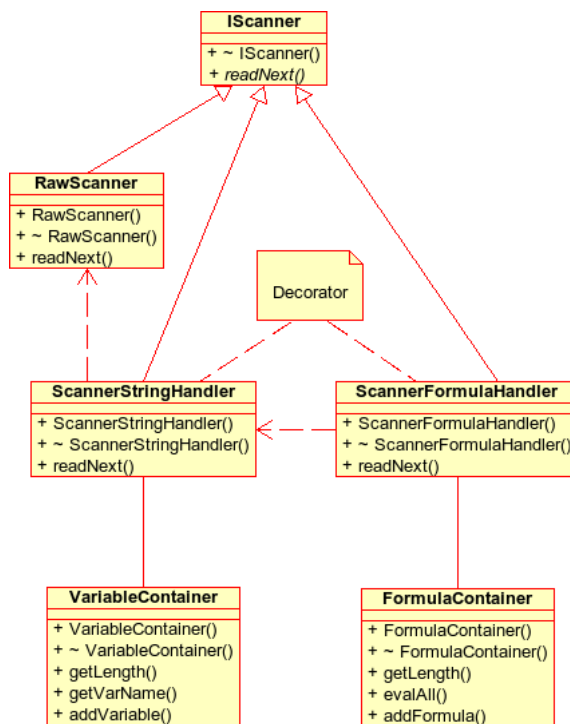 IScanner
+ ~ IScanner()
+ readNext()
RawScanner
+ RawScanner()
+ ~ RawScanner()
+ readNext()
Decorator
ScannerStringHandler
+ ScannerStringHandler()
+ ~ ScannerStringHandler()
+ readNext()
ScannerFormulaHandler
+ ScannerFormulaHandler()
+ ~ ScannerFormulaHandler()
+ readNext()
VariableContainer
+ VariableContainer()
+ ~ VariableContainer()
+ getLength()
+ getVarName()
+ addVariable()
FormulaContainer
+ FormulaContainer()
+ ~ FormulaContainer()
+ getLength()
+ evalAll()
+ addFormula()